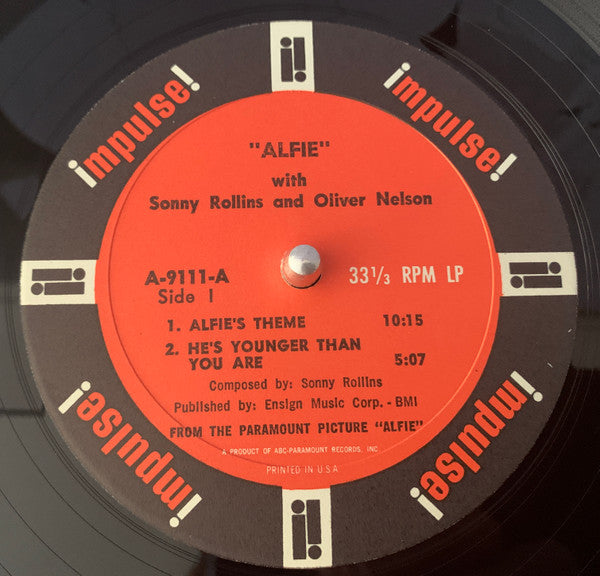 impulse!
impulse!
"ALFIE"
with
Sonny Rollins and Oliver Nelson
A-9111-A
Side 1
33⅓ RPM LP
1. ALFIE'S THEME 10:15
2. HE'S YOUNGER THAN
YOU ARE 5:07
Composed by: Sonny Rollins
Published by: Ensign Music Corp. - BMI
FROM THE PARAMOUNT PICTURE "ALFIE"
A PRODUCT OF ABC-PARAMOUNT RECORDS, INC
PRINTED IN U.S.A.
impulse!
impulse!